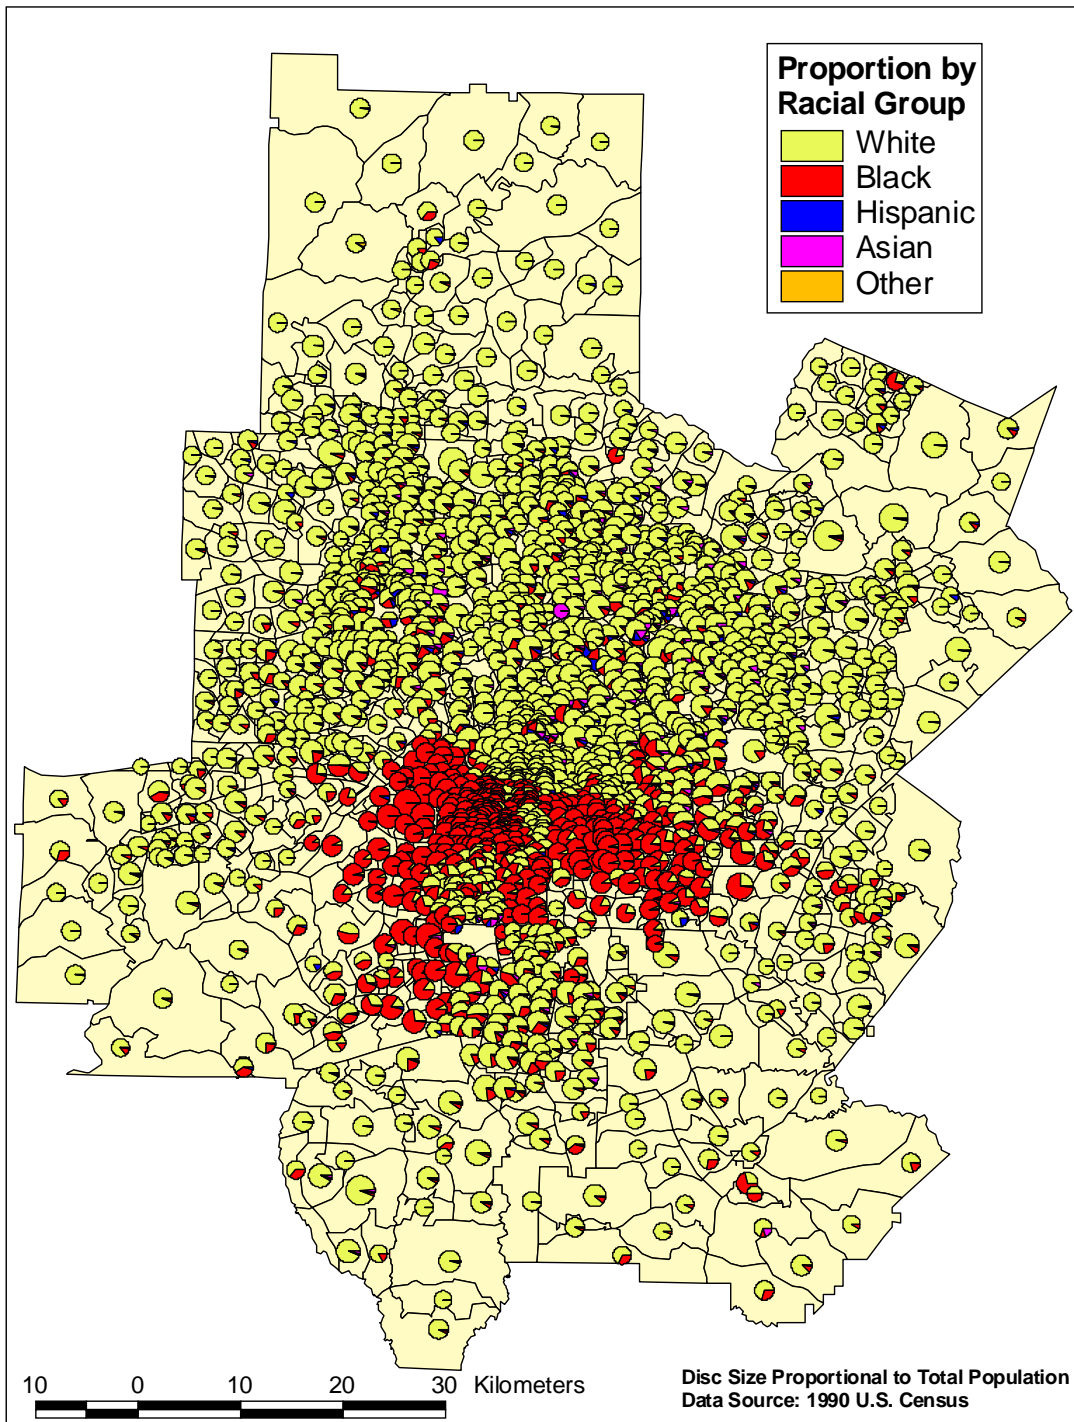 Proportion by
Racial Group
White
Black
Hispanic
Asian
Other
10 0 10 20 30 Kilometers
Disc Size Proportional to Total Population
Data Source: 1990 U.S. Census